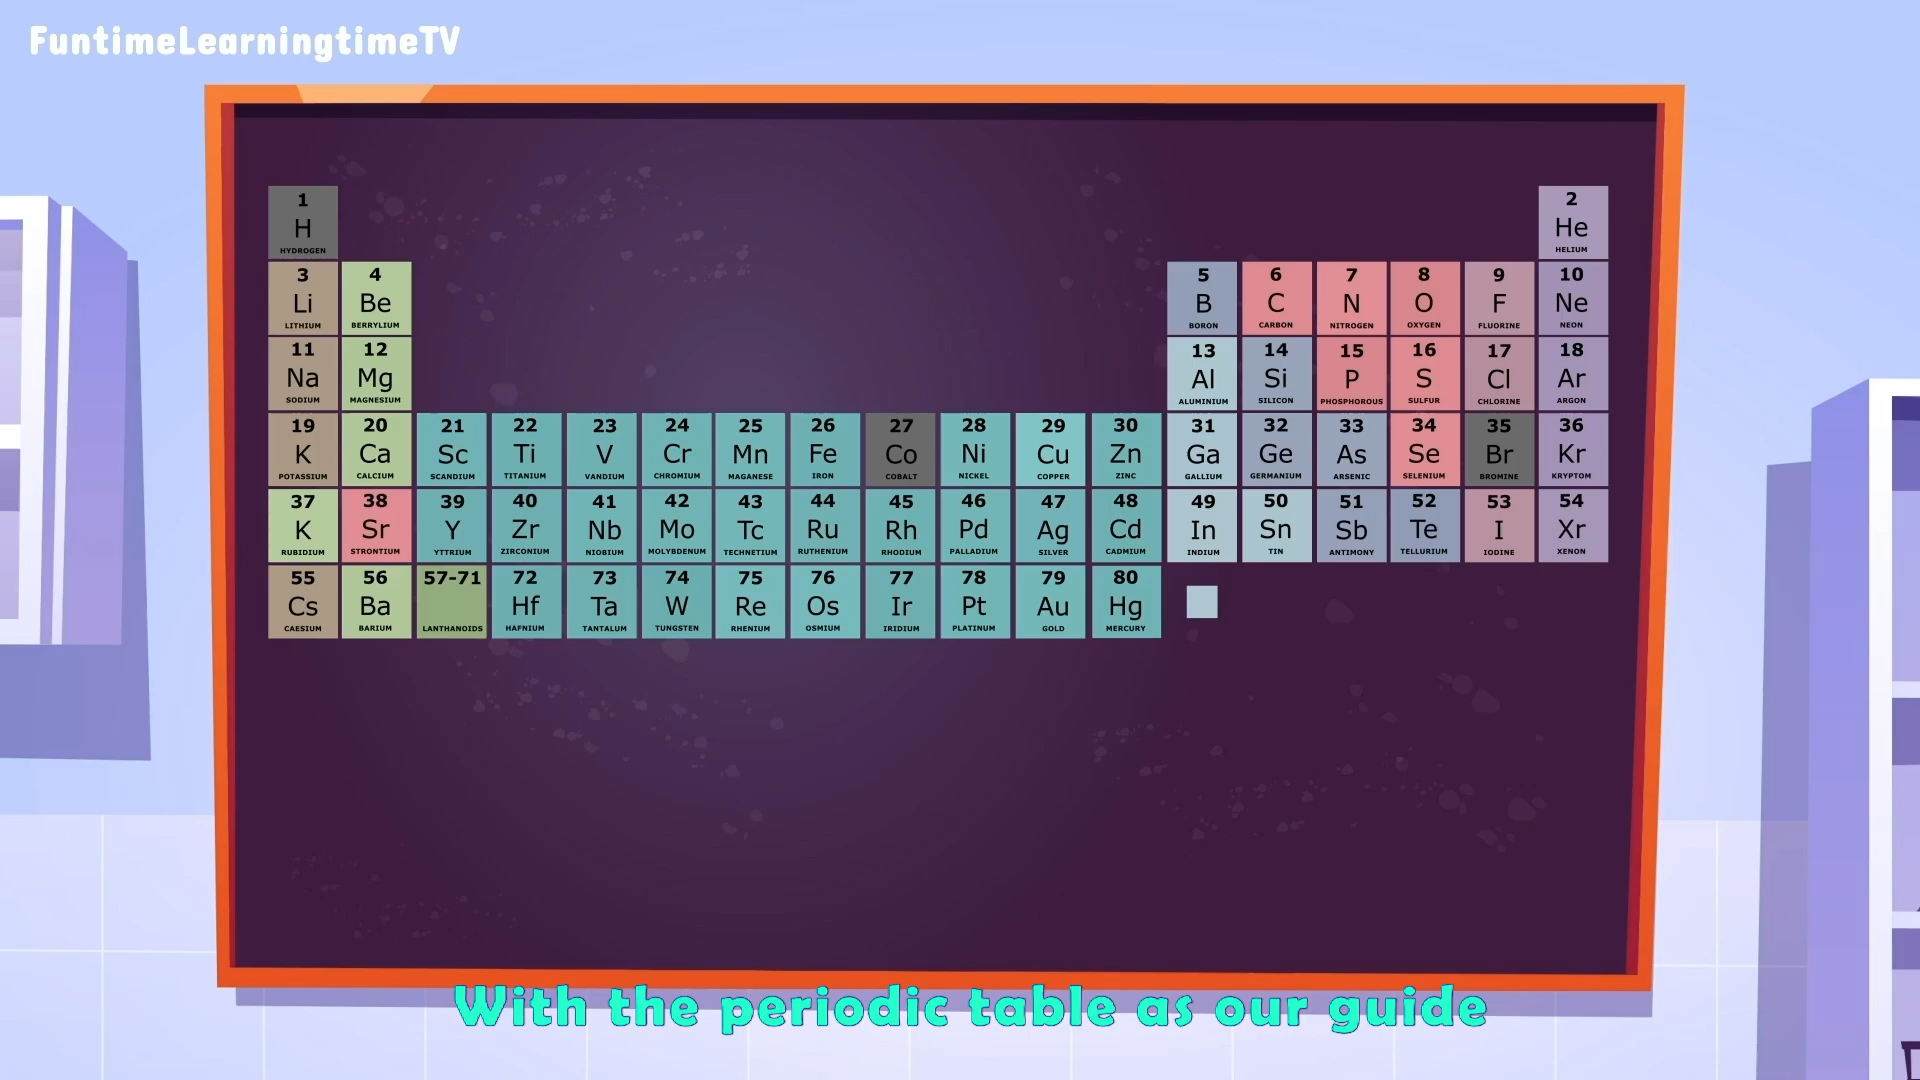 FuntimeLearningtimeTV
1 2
H He
HYDROGEN HELIUM
3 4 5 6 7 8 9 10
Li Be B C N O F Ne
LITHIUM BERRYLIUM BORON CARBON NITROGEN OXYGEN FLUORINE NEON
11 12 13 14 15 16 17 18
Na Mg Al Si P S Cl Ar
SODIUM MAGNESIUM ALUMINIUM SILICON PHOSPHOROUS SULFUR CHLORINE ARGON
19 20 21 22 23 24 25 26 27 28 29 30 31 32 33 34 35 36
K Ca Sc Ti V Cr Mn Fe Co Ni Cu Zn Ga Ge As Se Br Kr
POTASSIUM CALCIUM SCANDIUM TITANIUM VANDIUM CHROMIUM MAGANESE IRON COBALT NICKEL COPPER ZINC GALLIUM GERMANIUM ARSENIC SELENIUM BROMINE KRYPTOM
37 38 39 40 41 42 43 44 45 46 47 48 49 50 51 52 53 54
K Sr Y Zr Nb Mo Tc Ru Rh Pd Ag Cd In Sn Sb Te I Xr
RUBIDIUM STRONTIUM YTTRIUM ZIRCONIUM NIOBIUM MOLYBDENUM TECHNETIUM RUTHENIUM RHODIUM PALLADIUM SILVER CADMIUM INDIUM TIN ANTIMONY TELLURIUM IODINE XENON
55 56 57-71 72 73 74 75 76 77 78 79 80
Cs Ba Hf Ta W Re Os Ir Pt Au Hg
CAESIUM BARIUM LANTHANOIDS HAFNIUM TANTALUM TUNGSTEN RHENIUM OSMIUM IRIDIUM PLATINUM GOLD MERCURY
With the periodic table as our guide